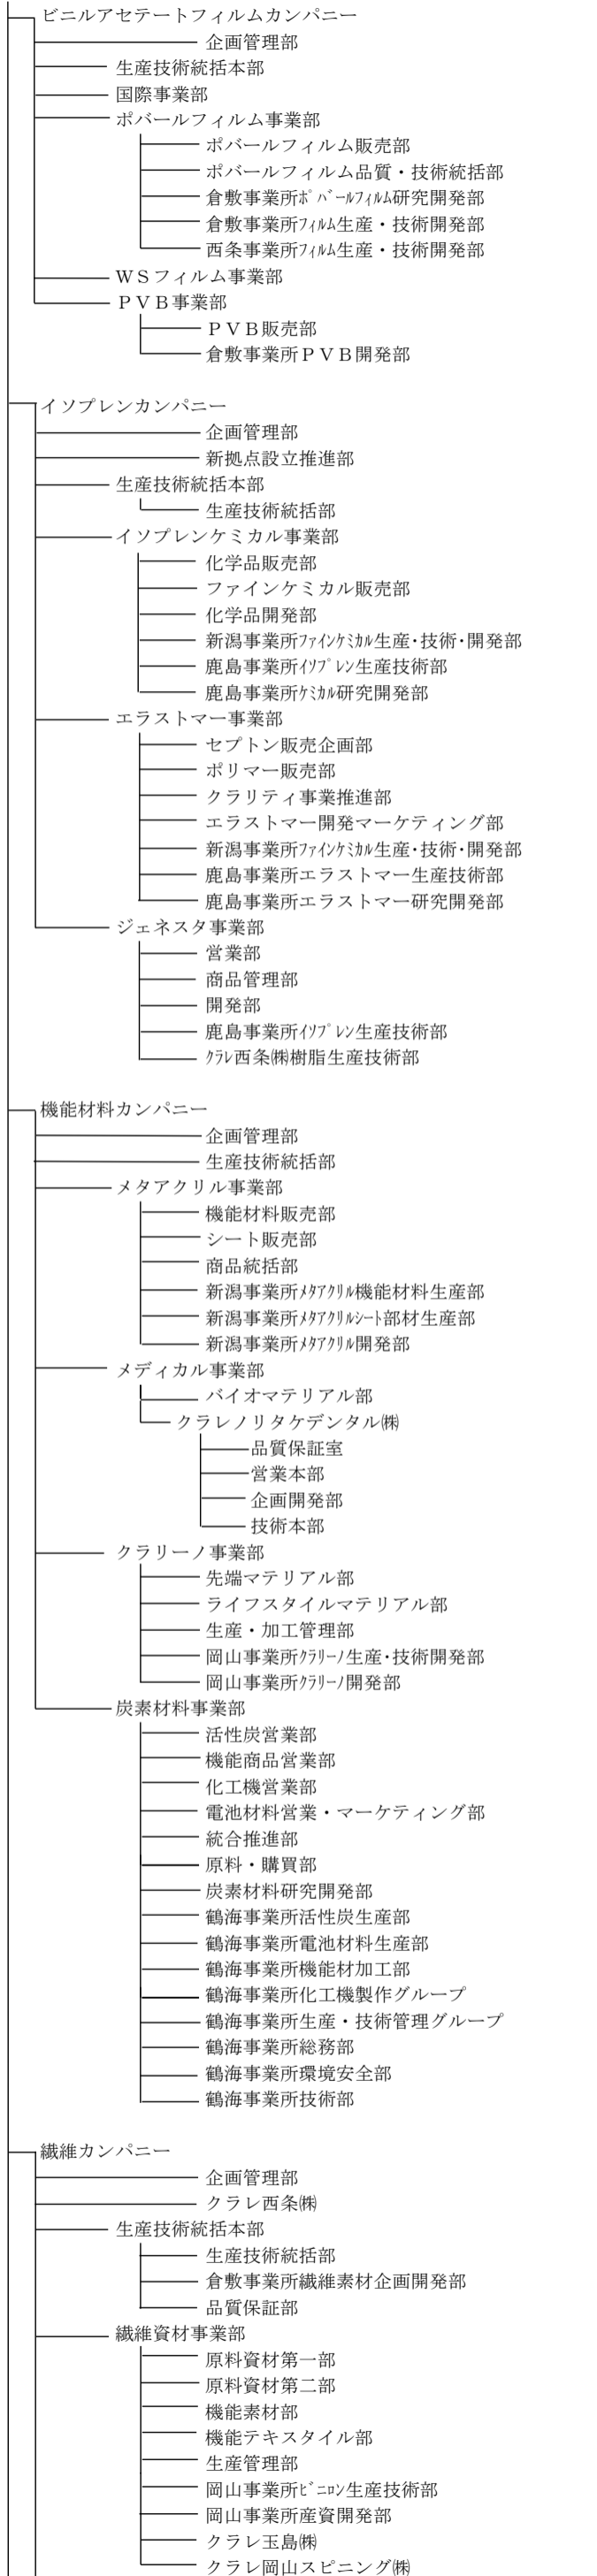 ビニルアセテートフィルムカンパニー
企画管理部
生産技術統括本部
国際事業部
ポバールフィルム事業部
ポバールフィルム販売部
ポバールフィルム品質・技術統括部
倉敷事業所ﾎﾟﾊﾞｰﾙﾌｨﾙﾑ研究開発部
倉敷事業所ﾌｨﾙﾑ生産・技術開発部
西条事業所ﾌｨﾙﾑ生産・技術開発部
ＷＳフィルム事業部
ＰＶＢ事業部
ＰＶＢ販売部
倉敷事業所ＰＶＢ開発部
イソプレンカンパニー
企画管理部
新拠点設立推進部
生産技術統括本部
生産技術統括部
イソプレンケミカル事業部
化学品販売部
ファインケミカル販売部
化学品開発部
新潟事業所ﾌｧｲﾝｹﾐｶﾙ生産･技術･開発部
鹿島事業所ｲｿﾌﾟﾚﾝ生産技術部
鹿島事業所ｹﾐｶﾙ研究開発部
エラストマー事業部
セプトン販売企画部
ポリマー販売部
クラリティ事業推進部
エラストマー開発マーケティング部
新潟事業所ﾌｧｲﾝｹﾐｶﾙ生産･技術･開発部
鹿島事業所エラストマー生産技術部
鹿島事業所エラストマー研究開発部
ジェネスタ事業部
営業部
商品管理部
開発部
鹿島事業所ｲｿﾌﾟﾚﾝ生産技術部
ｸﾗﾚ西条㈱樹脂生産技術部
機能材料カンパニー
企画管理部
生産技術統括部
メタアクリル事業部
機能材料販売部
シート販売部
商品統括部
新潟事業所ﾒﾀｱｸﾘﾙ機能材料生産部
新潟事業所ﾒﾀｱｸﾘﾙｼｰﾄ部材生産部
新潟事業所ﾒﾀｱｸﾘﾙ開発部
メディカル事業部
バイオマテリアル部
クラレノリタケデンタル㈱
品質保証室
営業本部
企画開発部
技術本部
クラリーノ事業部
先端マテリアル部
ライフスタイルマテリアル部
生産・加工管理部
岡山事業所ｸﾗﾘｰﾉ生産･技術開発部
岡山事業所ｸﾗﾘｰﾉ開発部
炭素材料事業部
活性炭営業部
機能商品営業部
化工機営業部
電池材料営業・マーケティング部
統合推進部
原料・購買部
炭素材料研究開発部
鶴海事業所活性炭生産部
鶴海事業所電池材料生産部
鶴海事業所機能材加工部
鶴海事業所化工機製作グループ
鶴海事業所生産・技術管理グループ
鶴海事業所総務部
鶴海事業所環境安全部
鶴海事業所技術部
繊維カンパニー
企画管理部
クラレ西条㈱
生産技術統括本部
生産技術統括部
倉敷事業所繊維素材企画開発部
品質保証部
繊維資材事業部
原料資材第一部
原料資材第二部
機能素材部
機能テキスタイル部
生産管理部
岡山事業所ﾋﾞﾆﾛﾝ生産技術部
岡山事業所産資開発部
クラレ玉島㈱
クラレ岡山スピニング㈱